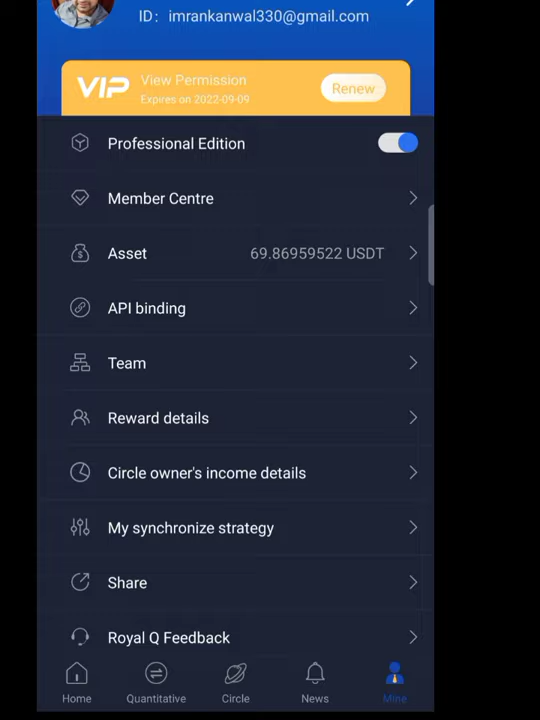 ID: imrankanwal330@gmail.com
VIP View Permission
Expires on 2022-09-09
Renew
Professional Edition
Member Centre
Asset 69.86959522 USDT
API binding
Team
Reward details
Circle owner's income details
My synchronize strategy
Share
Royal Q Feedback
Home Quantitative Circle News Mine